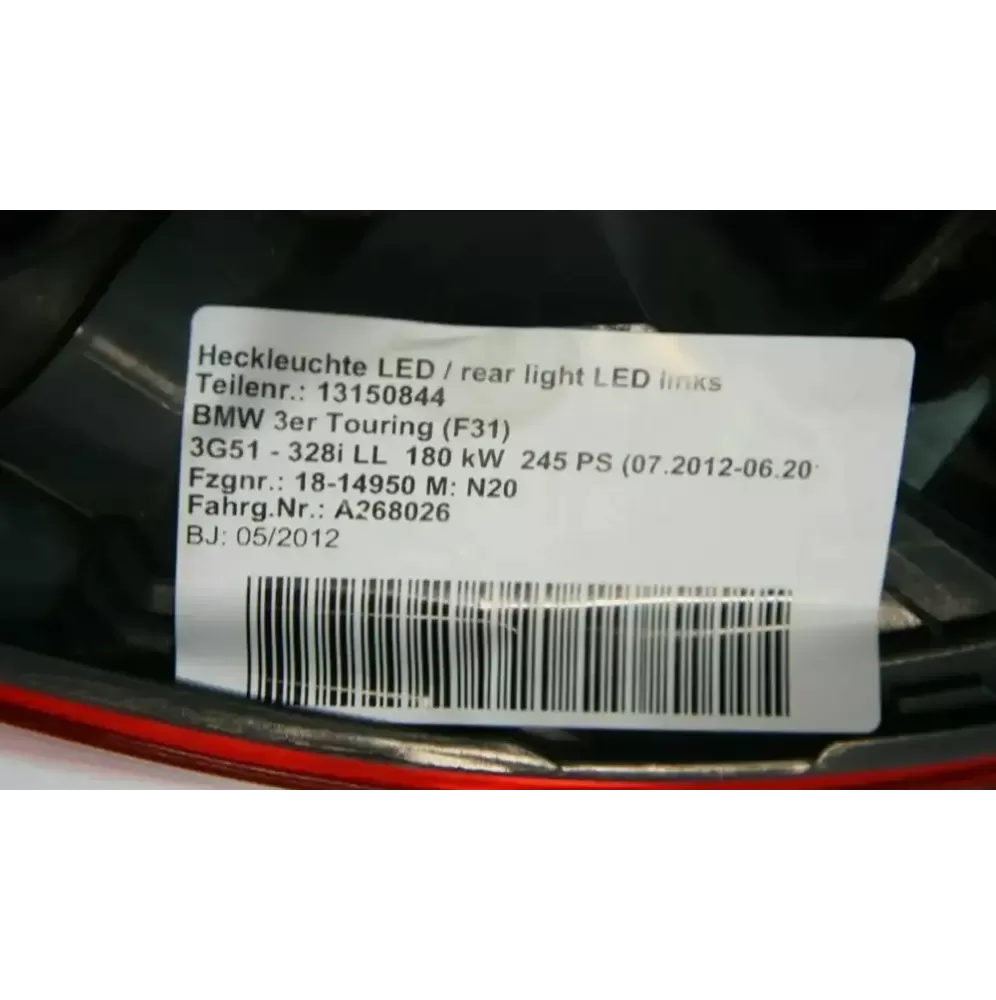 Heckleuchte LED / rear light LED links
Teilenr.: 13150844
BMW 3er Touring (F31)
3G51 - 328i LL 180 kW 245 PS (07.2012-06.20
Fzgnr.: 18-14950 M: N20
Fahrg.Nr.: A268026
BJ: 05/2012